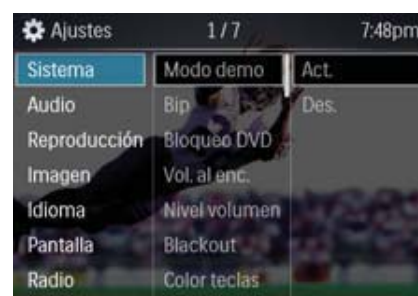 Ajustes 1/7 7:48pm
Sistema Modo demo Act.
Audio Bip Des.
Reproducción Bloqueo DVD
Imagen Vol. al enc.
Idioma Nivel volumen
Pantalla Blackout
Radio Color teclas